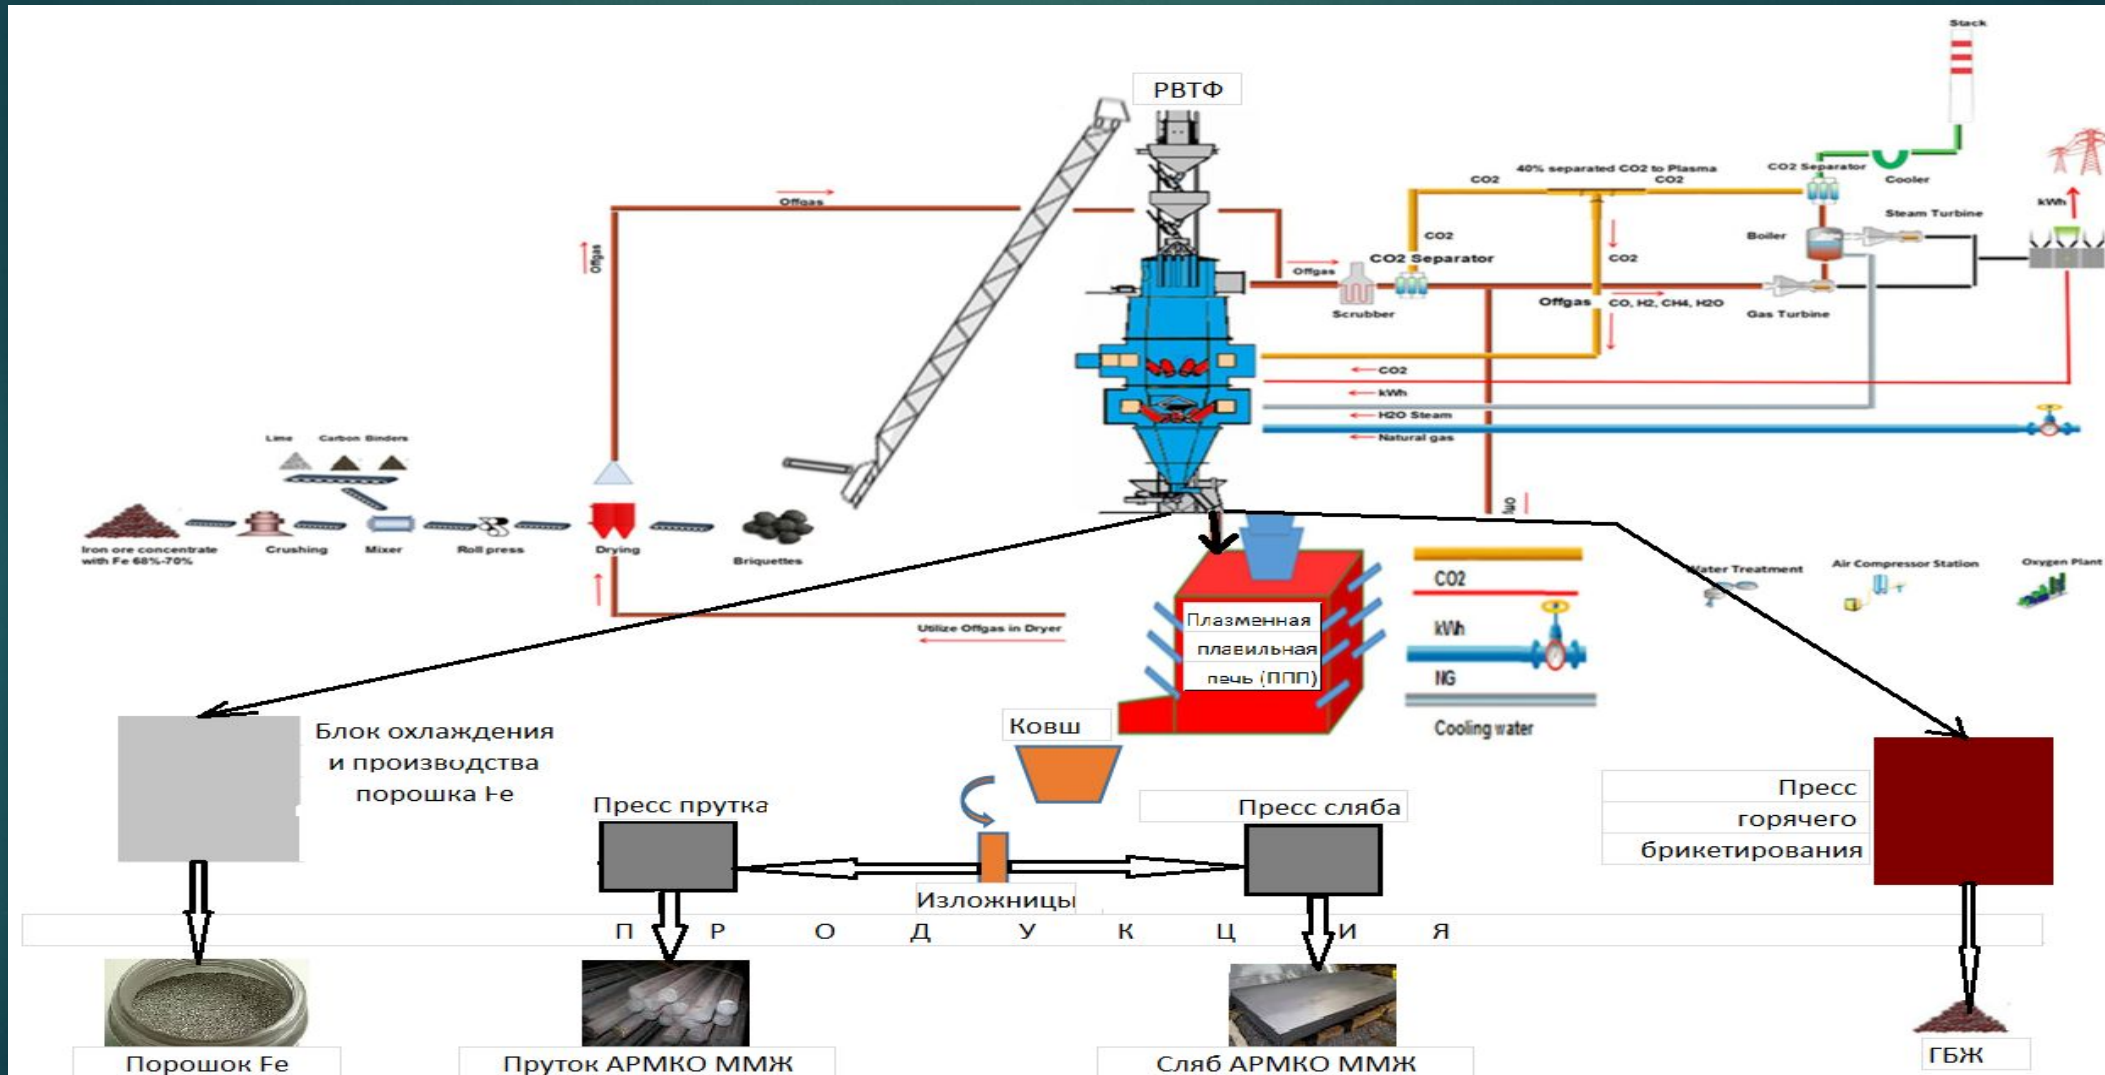 Stack
РВТФ
40% separated CO2 to Plasma
CO2
CO2
CO2 Separator
Cooler
Offgas
kWh
Steam Turbine
Offgas
CO2
Boiler
CO2 Separator
CO2
Offgas
Offgas
CO, H2, CH4, H2O
Scrubber
Gas Turbine
CO2
kWh
H2O Steam
Natural gas
Lime
Carbon
Binders
Iron ore concentrate
with Fe 68%-70%
Crushing
Mixer
Roll press
Drying
Briquettes
Water Treatment
Air Compressor Station
Oxygen Plant
CO2
kWh
NG
Cooling water
Utilize Offgas in Dryer
Плазменная
плавильная
печь (ППП)
Блок охлаждения
и производства
порошка Fe
Ковш
Пресс прутка
Пресс сляба
Пресс
горячего
брикетирования
Изложницы
П Р О Д У К Ц И Я
Порошок Fe
Пруток АРМКО ММЖ
Сляб АРМКО ММЖ
ГБЖ